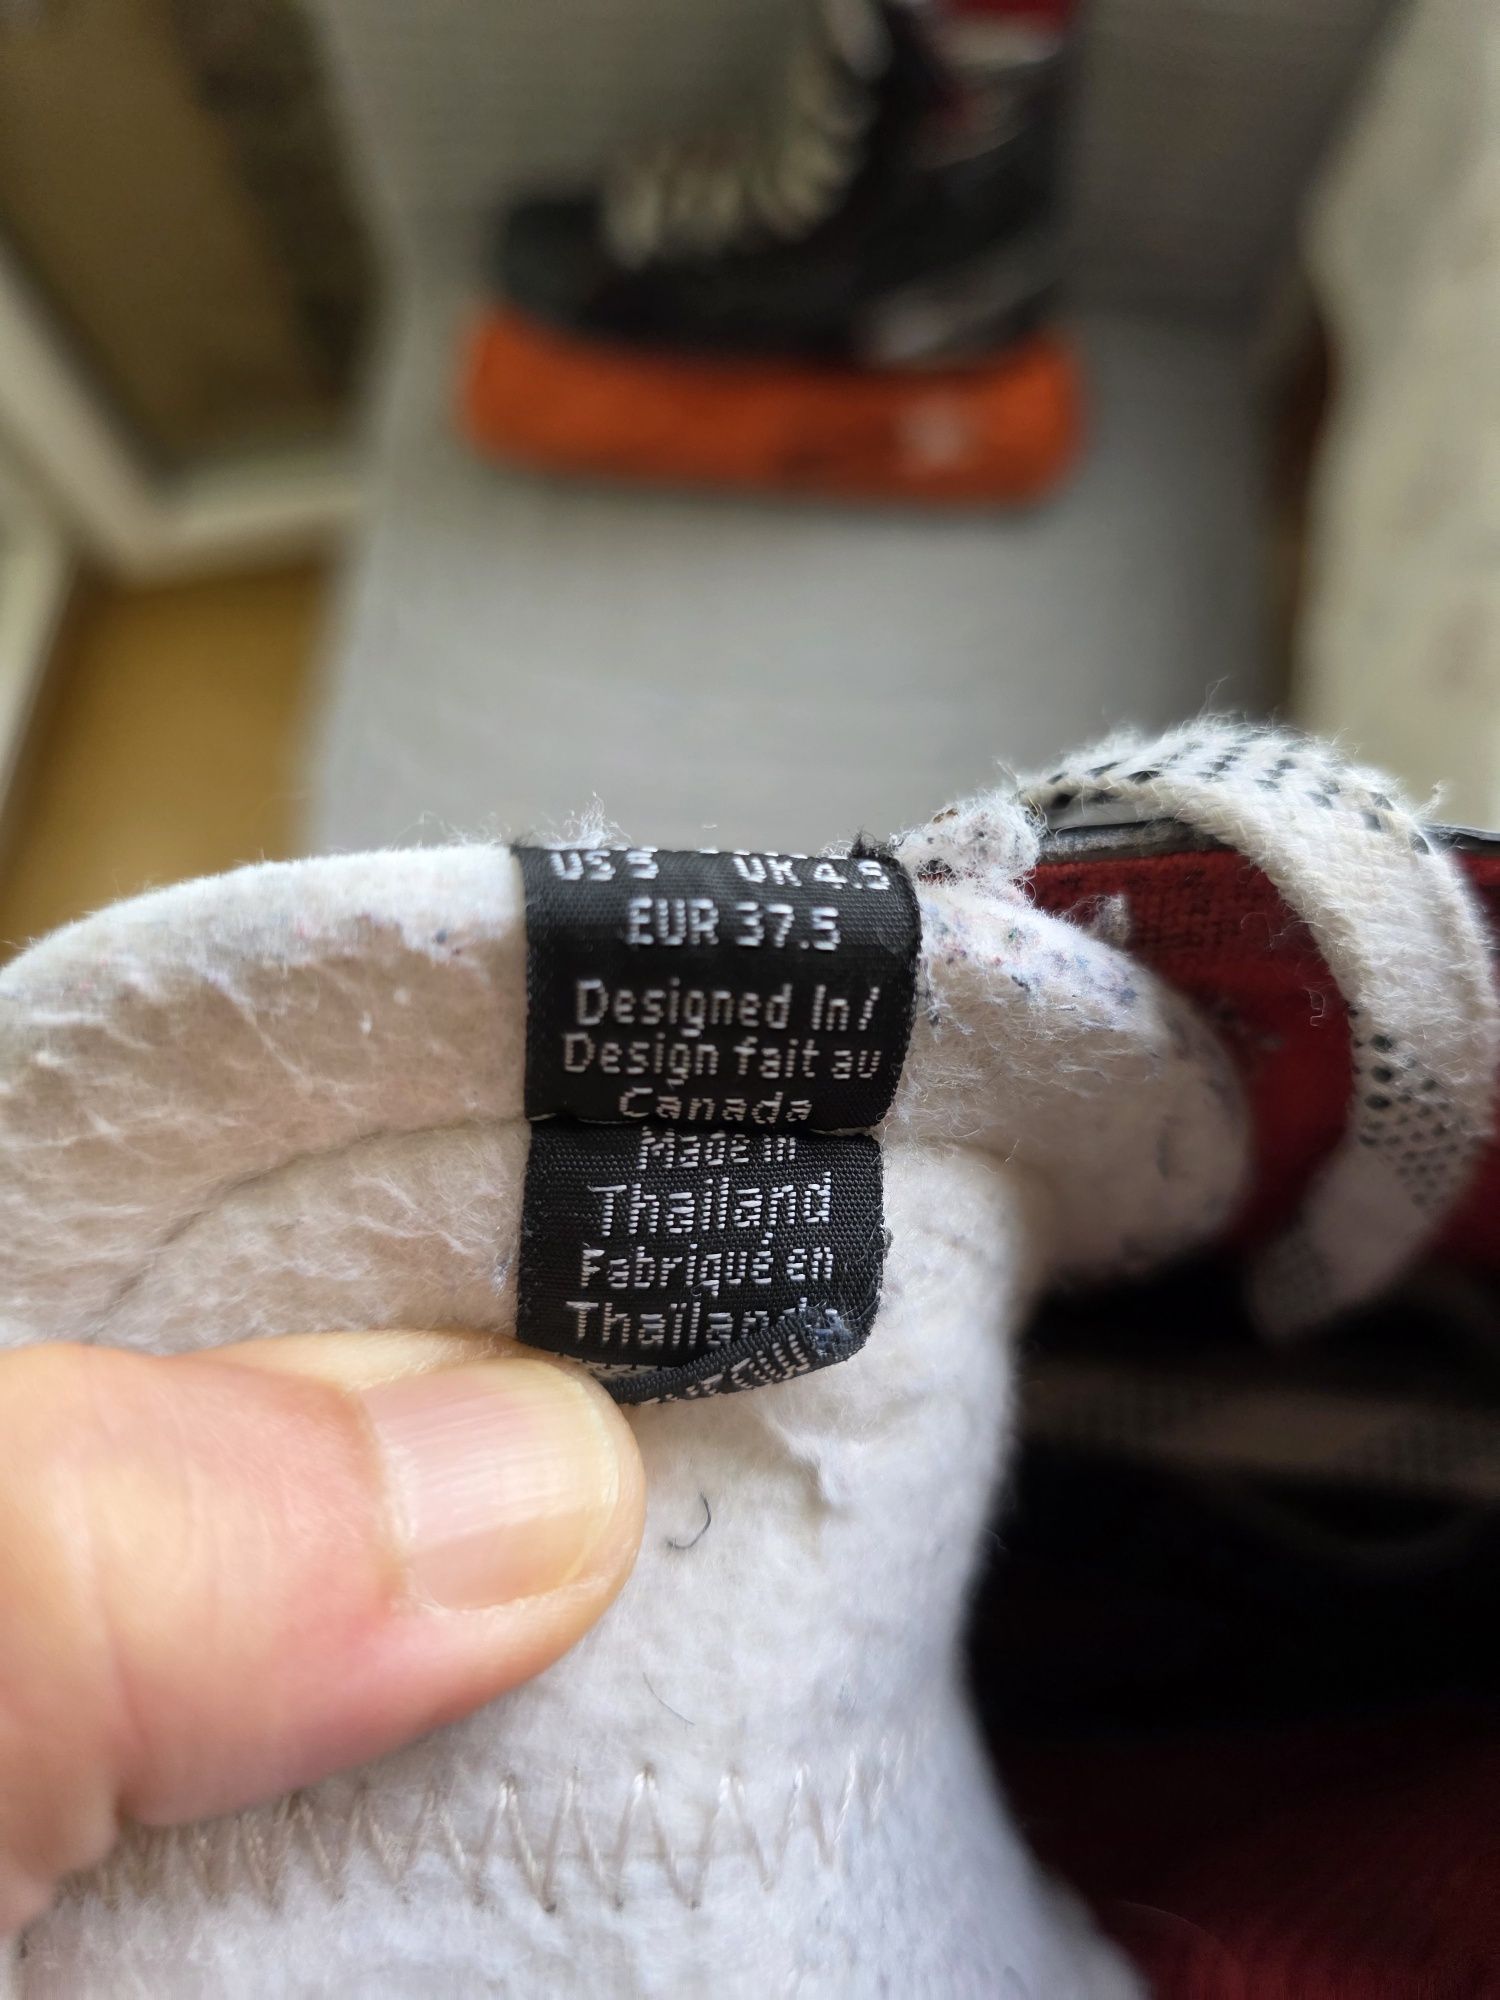 US 5 UK 4.5
EUR 37.5
Designed In /
Design fait au
Canada
Made in
Thailand
Fabriqué en
Thaïlande